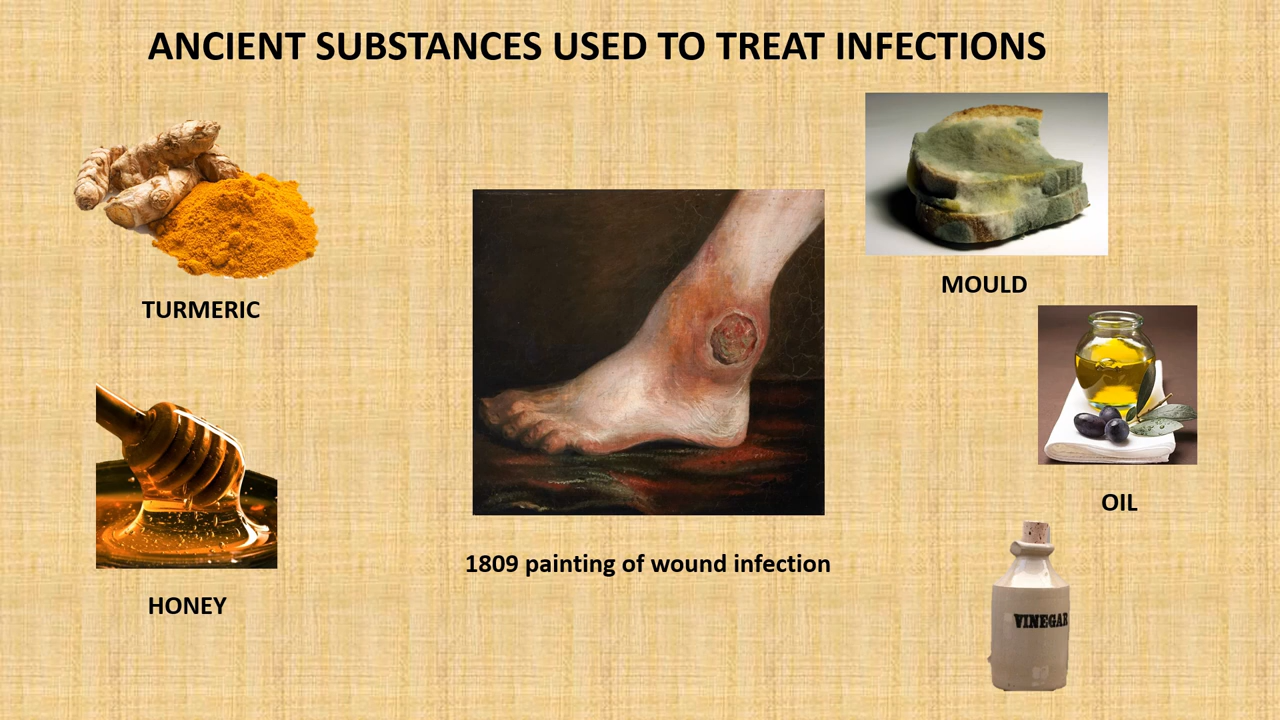 ANCIENT SUBSTANCES USED TO TREAT INFECTIONS
TURMERIC
MOULD
OIL
1809 painting of wound infection
HONEY
VINEGAR